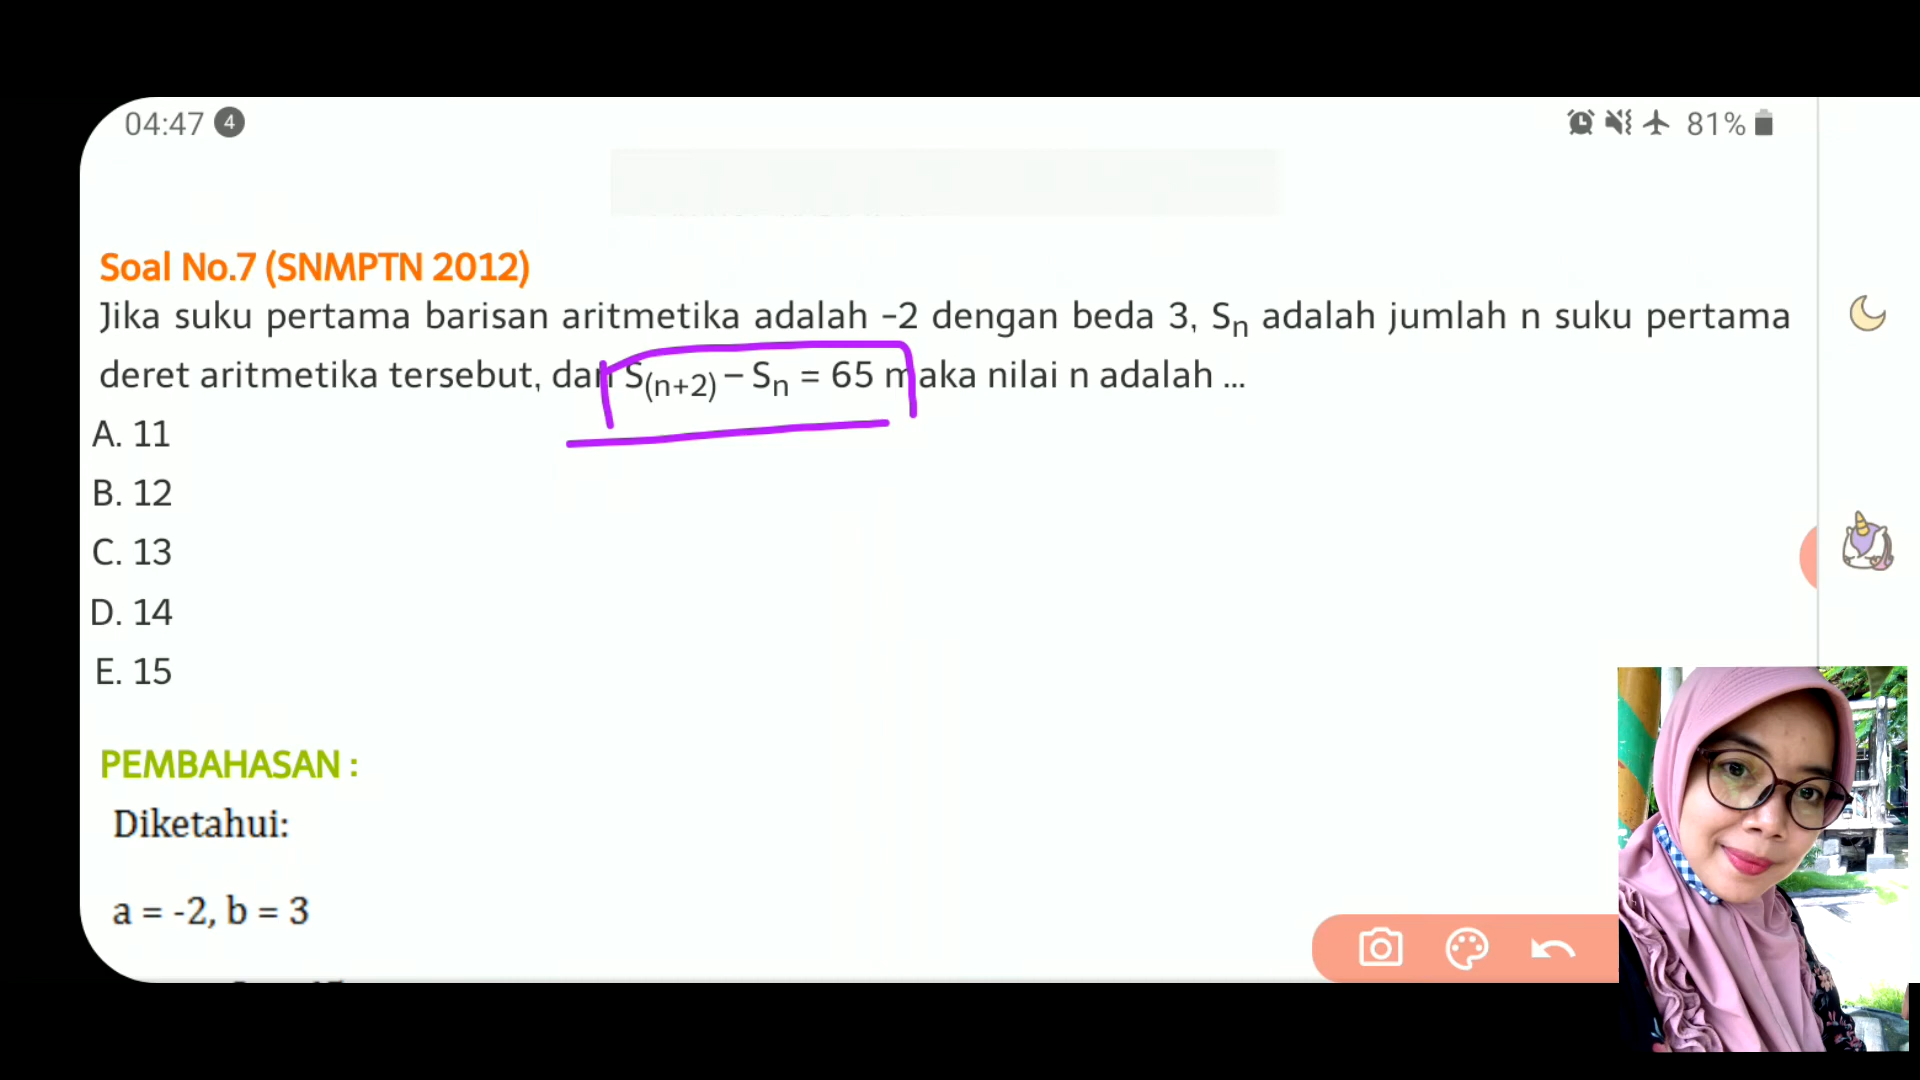 04:47 4
81%
Soal No.7 (SNMPTN 2012)
Jika suku pertama barisan aritmetika adalah -2 dengan beda 3, Sn adalah jumlah n suku pertama
deret aritmetika tersebut, dan S(n+2) – Sn = 65 maka nilai n adalah ...
A. 11
B. 12
C. 13
D. 14
E. 15
PEMBAHASAN :
Diketahui:
a = -2, b = 3